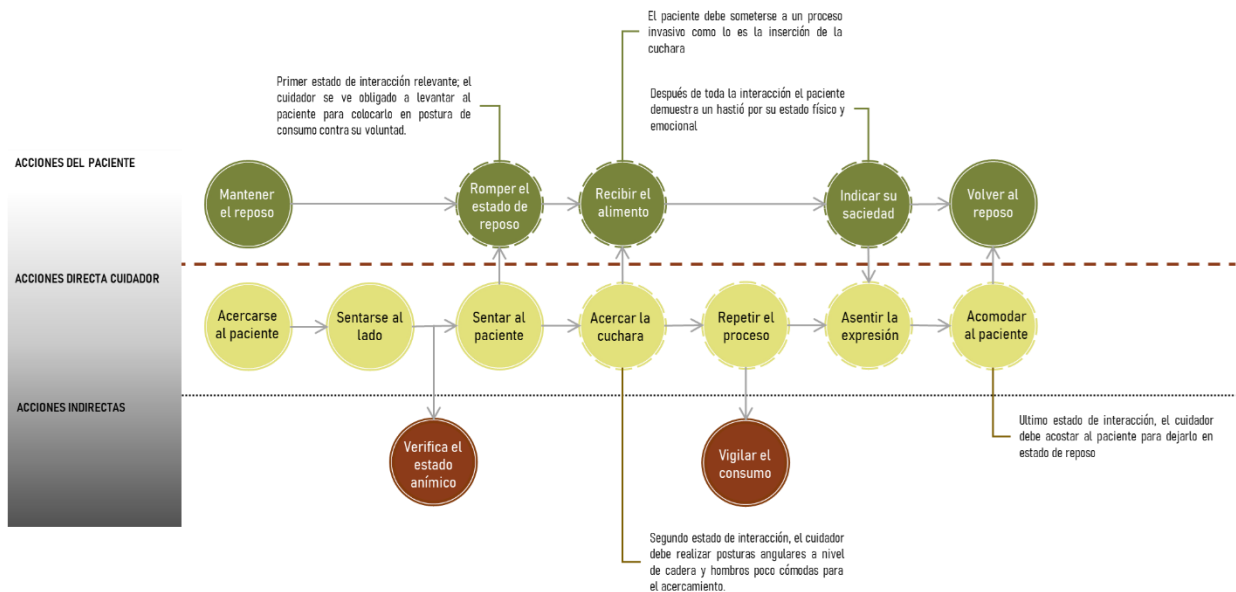 El paciente debe someterse a un proceso
invasivo como lo es la inserción de la
cuchara
Primer estado de interacción relevante; el
cuidador se ve obligado a levantar al
paciente para colocarlo en postura de
consumo contra su voluntad.
Después de toda la interacción el paciente
demuestra un hastió por su estado físico y
emocional
ACCIONES DEL PACIENTE
Mantener
el reposo
Romper el
estado de
reposo
Recibir el
alimento
Indicar su
saciedad
Volver al
reposo
ACCIONES DIRECTA CUIDADOR
Acercarse
al paciente
Sentarse al
lado
Sentar al
paciente
Acercar la
cuchara
Repetir el
proceso
Asentir la
expresión
Acomodar
al paciente
ACCIONES INDIRECTAS
Verifica el
estado
anímico
Vigilar el
consumo
Ultimo estado de interacción, el cuidador
debe acostar al paciente para dejarlo en
estado de reposo
Segundo estado de interacción, el cuidador
debe realizar posturas angulares a nivel
de cadera y hombros poco cómodas para
el acercamiento.